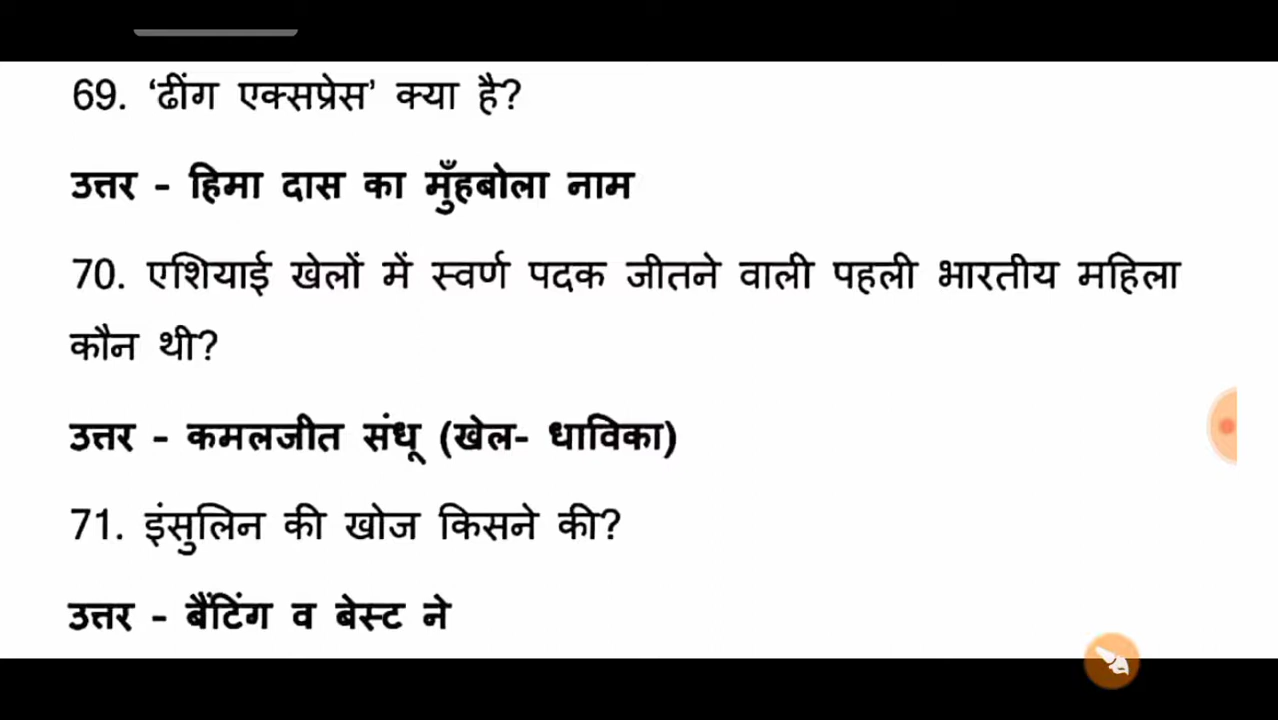 69. ‘ढींग एक्सप्रेस’ क्या है?
उत्तर - हिमा दास का मुँहबोला नाम
70. एशियाई खेलों में स्वर्ण पदक जीतने वाली पहली भारतीय महिला
कौन थी?
उत्तर - कमलजीत संधू (खेल- धाविका)
71. इंसुलिन की खोज किसने की?
उत्तर - बैंटिंग व बेस्ट ने